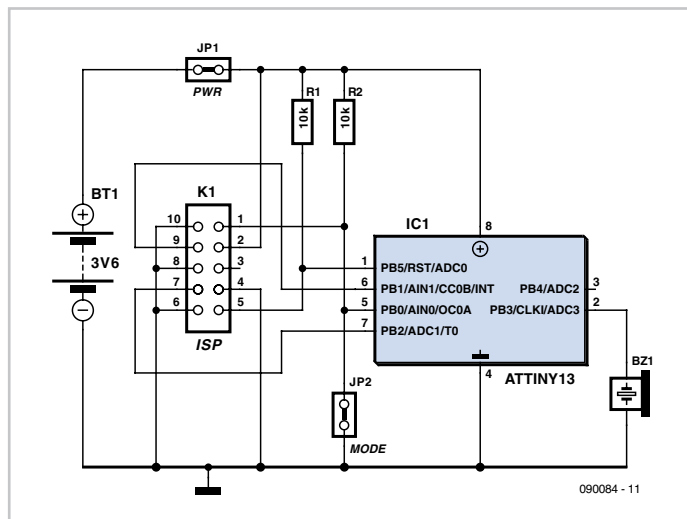 JP1
PWR
R1
10k
R2
10k
BT1
3V6
K1
10
9
8
7
6
1
2
3
4
5
ISP
IC1
8
1
6
5
7
PB5/RST/ADC0
PB1/AIN1/CC0B/INT
PB0/AIN0/OC0A
PB2/ADC1/T0
PB4/ADC2
PB3/CLKI/ADC3
3
2
4
ATTINY13
BZ1
JP2
MODE
090084 - 11